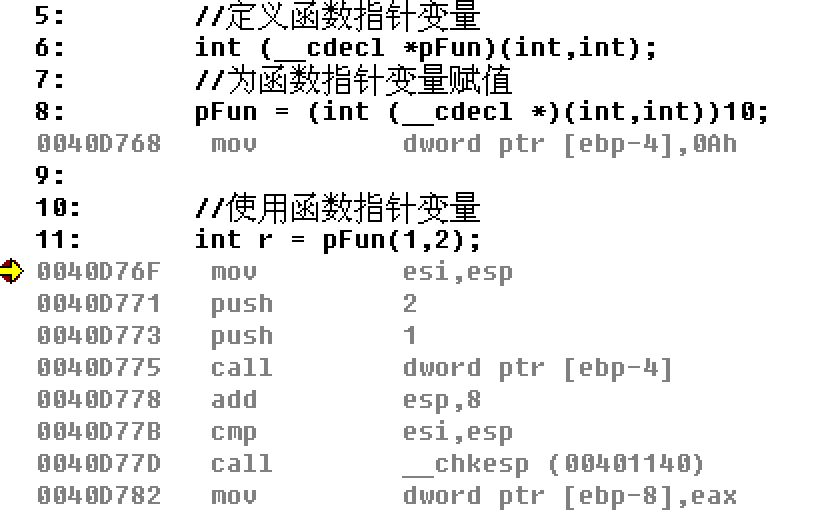 5: //定义函数指针变量
6: int (__cdecl *pFun)(int,int);
7: //为函数指针变量赋值
8: pFun = (int (__cdecl *)(int,int))10;
0040D768 mov dword ptr [ebp-4],0Ah
9:
10: //使用函数指针变量
11: int r = pFun(1,2);
0040D76F mov esi,esp
0040D771 push 2
0040D773 push 1
0040D775 call dword ptr [ebp-4]
0040D778 add esp,8
0040D77B cmp esi,esp
0040D77D call __chkesp (00401140)
0040D782 mov dword ptr [ebp-8],eax